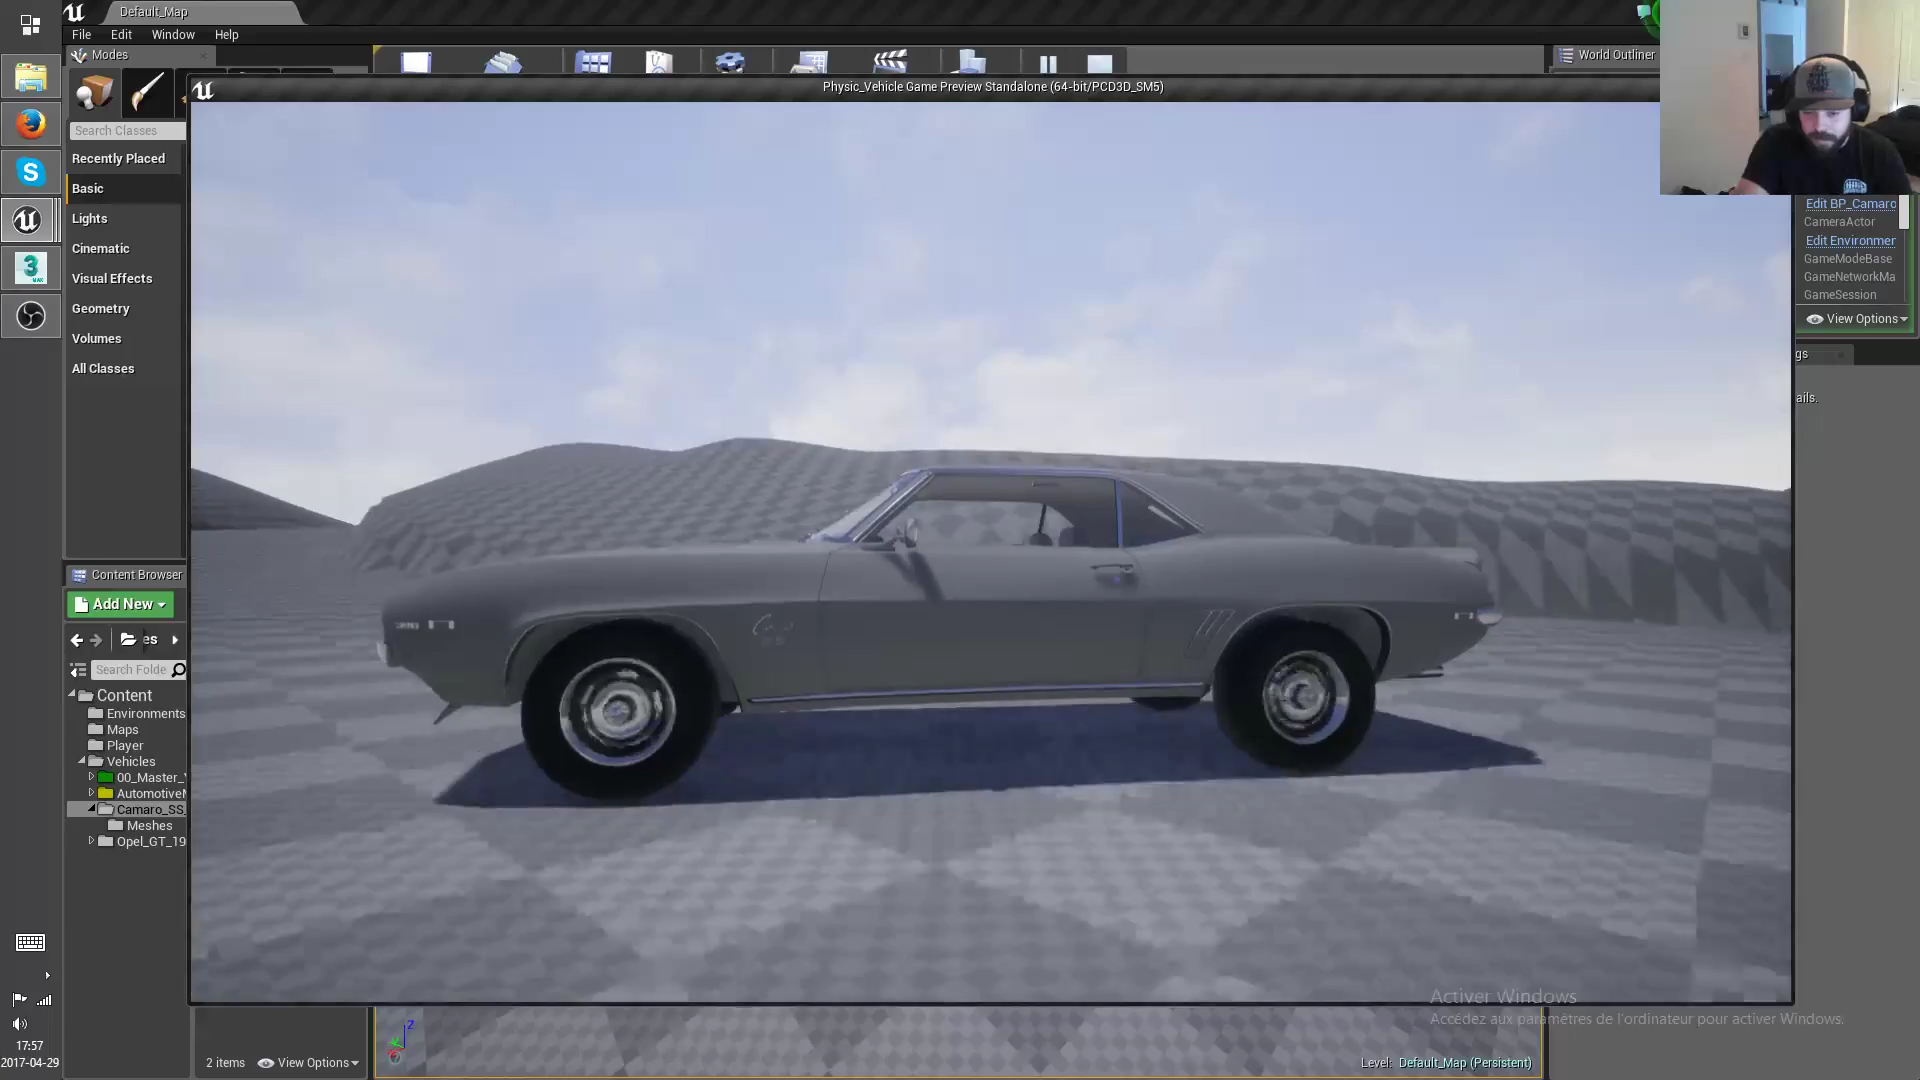 Default_Map
File Edit Window Help
Modes
World Outliner
Physic_Vehicle Game Preview Standalone (64-bit/PCD3D_SM5)
Search Classes
Recently Placed
Basic
Lights
Cinematic
Visual Effects
Geometry
Volumes
All Classes
Edit BP_Camaro
CameraActor
Edit Environmer
GameModeBase
GameNetworkMa
GameSession
View Options
gs
ails.
Content Browser
Add New
es
Search Folde
Content
Environments
Maps
Player
Vehicles
00_Master_
AutomotiveM
Camaro_SS_
Meshes
Opel_GT_19
Activer Windows
Accédez aux paramètres de l'ordinateur pour activer Windows.
17:57
2017-04-29
2 items View Options
Z
Level: Default_Map (Persistent)